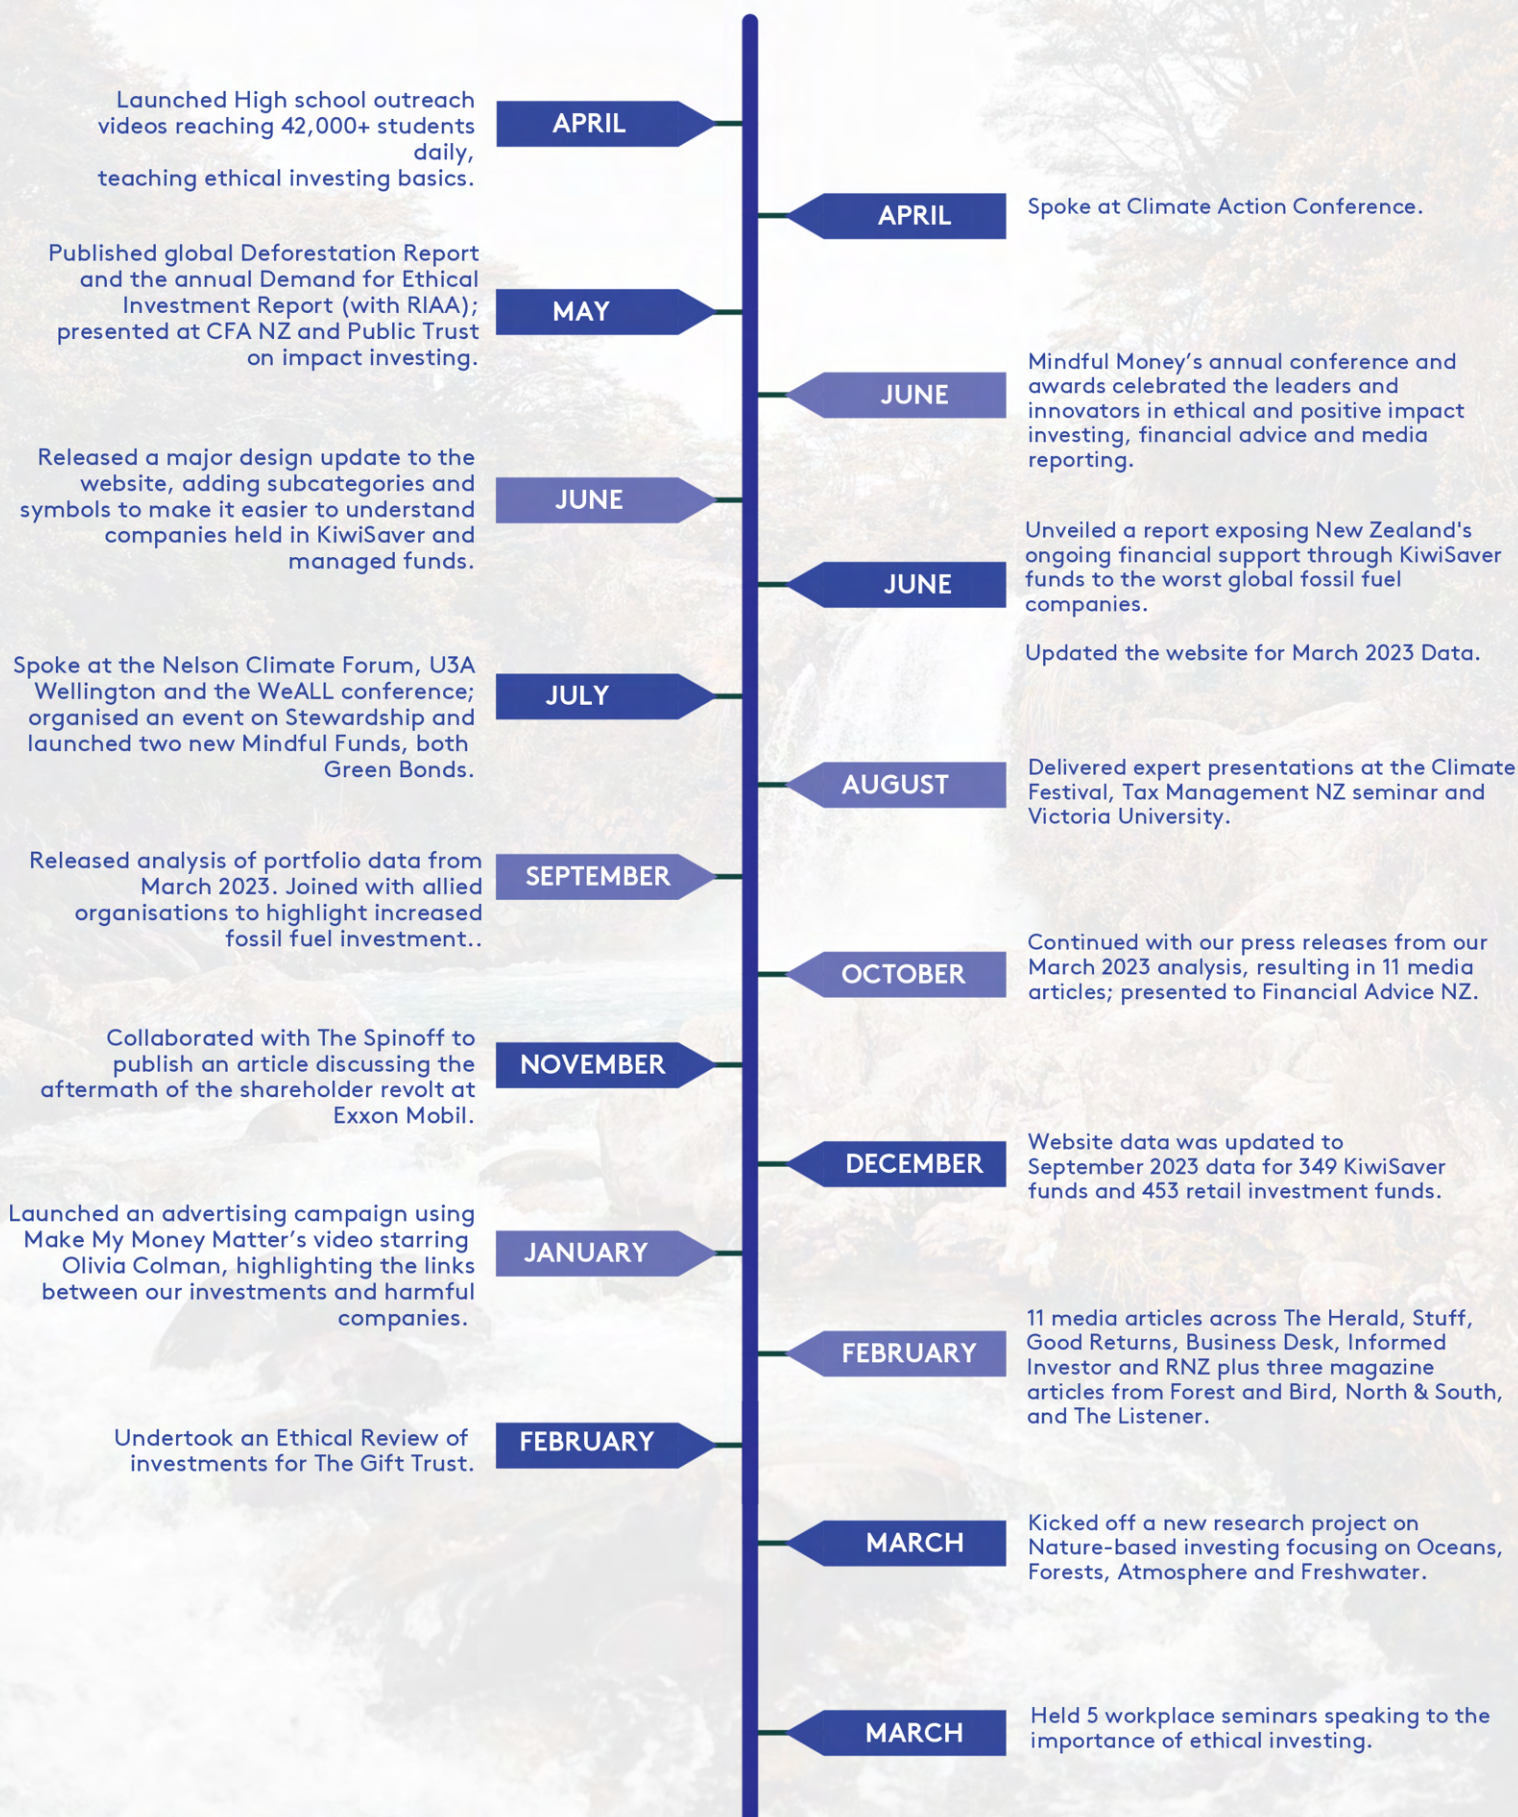 Launched High school outreach
videos reaching 42,000+ students
daily,
teaching ethical investing basics.
APRIL
APRIL
Spoke at Climate Action Conference.
Published global Deforestation Report
and the annual Demand for Ethical
Investment Report (with RIAA);
presented at CFA NZ and Public Trust
on impact investing.
MAY
JUNE
Mindful Money’s annual conference and
awards celebrated the leaders and
innovators in ethical and positive impact
investing, financial advice and media
reporting.
Released a major design update to the
website, adding subcategories and
symbols to make it easier to understand
companies held in KiwiSaver and
managed funds.
JUNE
JUNE
Unveiled a report exposing New Zealand's
ongoing financial support through KiwiSaver
funds to the worst global fossil fuel
companies.
Updated the website for March 2023 Data.
Spoke at the Nelson Climate Forum, U3A
Wellington and the WeALL conference;
organised an event on Stewardship and
launched two new Mindful Funds, both
Green Bonds.
JULY
AUGUST
Delivered expert presentations at the Climate
Festival, Tax Management NZ seminar and
Victoria University.
Released analysis of portfolio data from
March 2023. Joined with allied
organisations to highlight increased
fossil fuel investment..
SEPTEMBER
OCTOBER
Continued with our press releases from our
March 2023 analysis, resulting in 11 media
articles; presented to Financial Advice NZ.
Collaborated with The Spinoff to
publish an article discussing the
aftermath of the shareholder revolt at
Exxon Mobil.
NOVEMBER
DECEMBER
Website data was updated to
September 2023 data for 349 KiwiSaver
funds and 453 retail investment funds.
Launched an advertising campaign using
Make My Money Matter’s video starring
Olivia Colman, highlighting the links
between our investments and harmful
companies.
JANUARY
FEBRUARY
11 media articles across The Herald, Stuff,
Good Returns, Business Desk, Informed
Investor and RNZ plus three magazine
articles from Forest and Bird, North & South,
and The Listener.
Undertook an Ethical Review of
investments for The Gift Trust.
FEBRUARY
MARCH
Kicked off a new research project on
Nature-based investing focusing on Oceans,
Forests, Atmosphere and Freshwater.
MARCH
Held 5 workplace seminars speaking to the
importance of ethical investing.